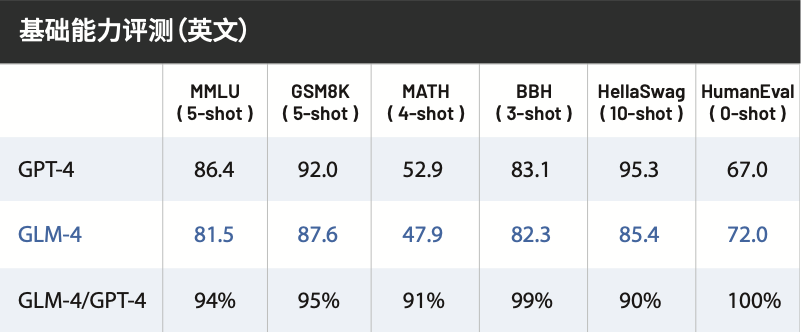 基础能力评测（英文）
MMLU GSM8K MATH BBH HellaSwag HumanEval
( 5-shot ) ( 5-shot ) ( 4-shot ) ( 3-shot ) ( 10-shot ) ( 0-shot )
GPT-4 86.4 92.0 52.9 83.1 95.3 67.0
GLM-4 81.5 87.6 47.9 82.3 85.4 72.0
GLM-4/GPT-4 94% 95% 91% 99% 90% 100%